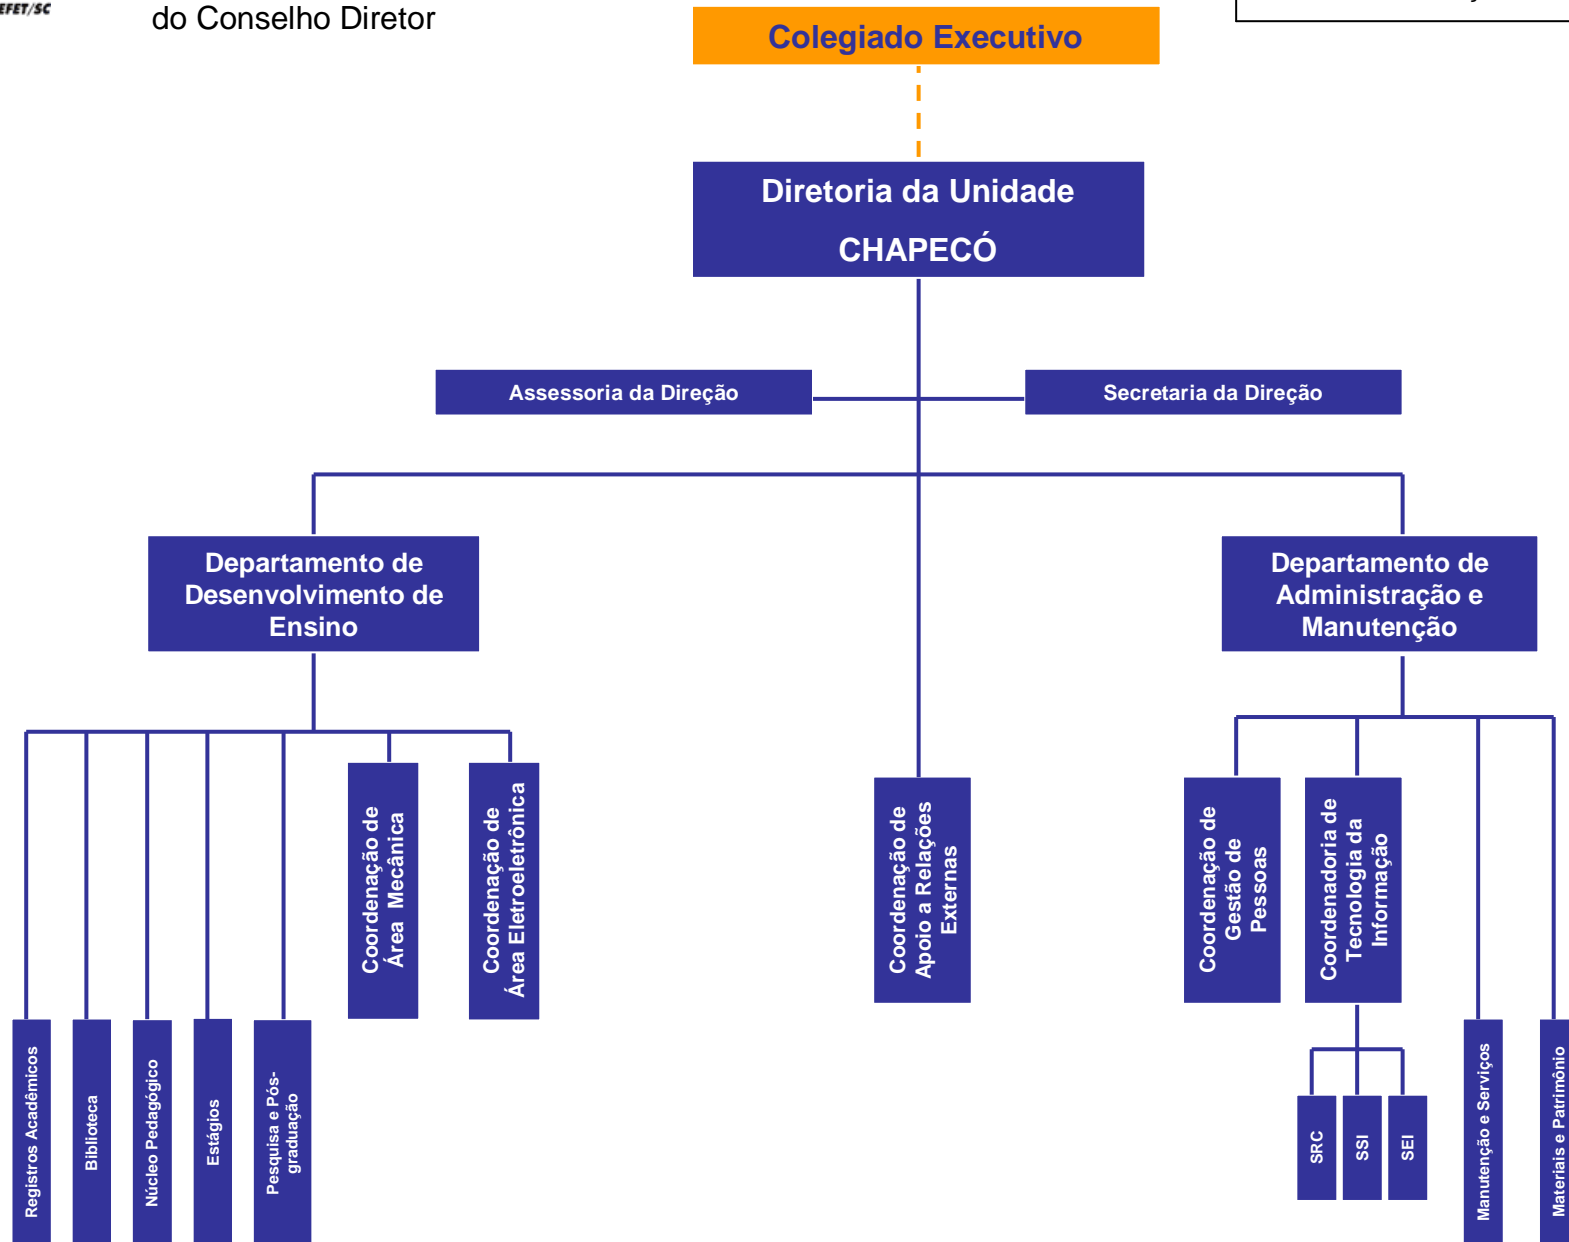 do Conselho Diretor
Colegiado Executivo
Diretoria da Unidade
CHAPECÓ
Assessoria da Direção
Secretaria da Direção
Departamento de
Desenvolvimento de
Ensino
Departamento de
Administração e
Manutenção
Coordenação de
Área Mecânica
Coordenação de
Área Eletroeletrônica
Coordenação de
Apoio a Relações
Externas
Coordenação de
Gestão de
Pessoas
Coordenadoria de
Tecnologia da
Informação
Registros Acadêmicos
Biblioteca
Núcleo Pedagógico
Estágios
Pesquisa e Pós-
graduação
SRC
SSI
SEI
Manutenção e Serviços
Materiais e Patrimônio